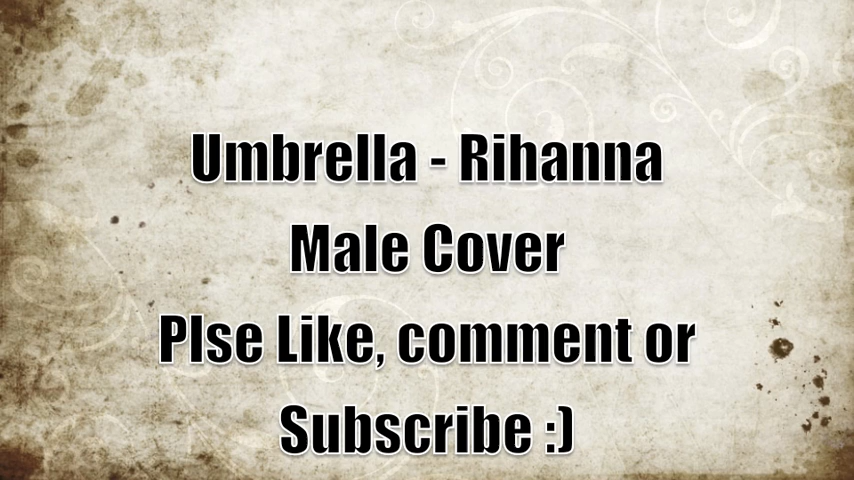 Umbrella - Rihanna
Male Cover
Plse Like, comment or
Subscribe :)